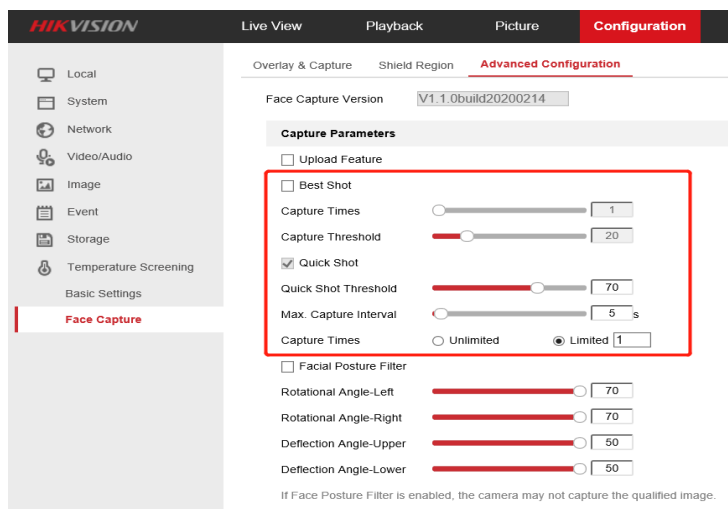 HIKVISION Live View Playback Picture Configuration
Local
System
Network
Video/Audio
Image
Event
Storage
Temperature Screening
Basic Settings
Face Capture
Overlay & Capture Shield Region Advanced Configuration
Face Capture Version V1.1.0build20200214
Capture Parameters
Upload Feature
Best Shot
Capture Times 1
Capture Threshold 20
Quick Shot
Quick Shot Threshold 70
Max. Capture Interval 5 s
Capture Times Unlimited Limited 1
Facial Posture Filter
Rotational Angle-Left 70
Rotational Angle-Right 70
Deflection Angle-Upper 50
Deflection Angle-Lower 50
If Face Posture Filter is enabled, the camera may not capture the qualified image.